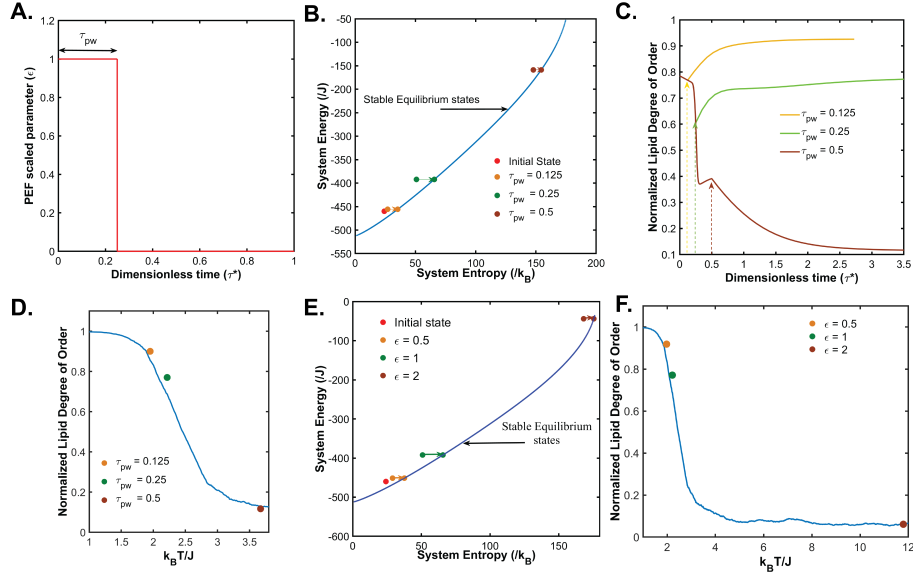 A.
PEF scaled parameter (ϵ)
1.2
1
0.8
0.6
0.4
0.2
0
τpw
0 0.2 0.4 0.6 0.8 1
Dimensionless time (τ*)
B.
System Energy (/J)
-50
-100
-150
-200
-250
-300
-350
-400
-450
-500
-550
Stable Equilibrium states
Initial State
τpw = 0.125
τpw = 0.25
τpw = 0.5
0 50 100 150 200
System Entropy (/kB)
C.
Normalized Lipid Degree of Order
1
0.9
0.8
0.7
0.6
0.5
0.4
0.3
0.2
0.1
τpw = 0.125
τpw = 0.25
τpw = 0.5
0 0.5 1 1.5 2 2.5 3 3.5
Dimensionless time (τ*)
D.
Normalized Lipid Degree of Order
1.2
1
0.8
0.6
0.4
0.2
0
τpw = 0.125
τpw = 0.25
τpw = 0.5
1 1.5 2 2.5 3 3.5
kBT/J
E.
System Energy (/J)
0
-100
-200
-300
-400
-500
-600
Initial state
ϵ = 0.5
ϵ = 1
ϵ = 2
Stable Equilibrium
states
0 50 100 150
System Entropy (/kB)
F.
Normalized Lipid Degree of Order
1
0.8
0.6
0.4
0.2
0
ϵ = 0.5
ϵ = 1
ϵ = 2
2 4 6 8 10 12
kBT/J